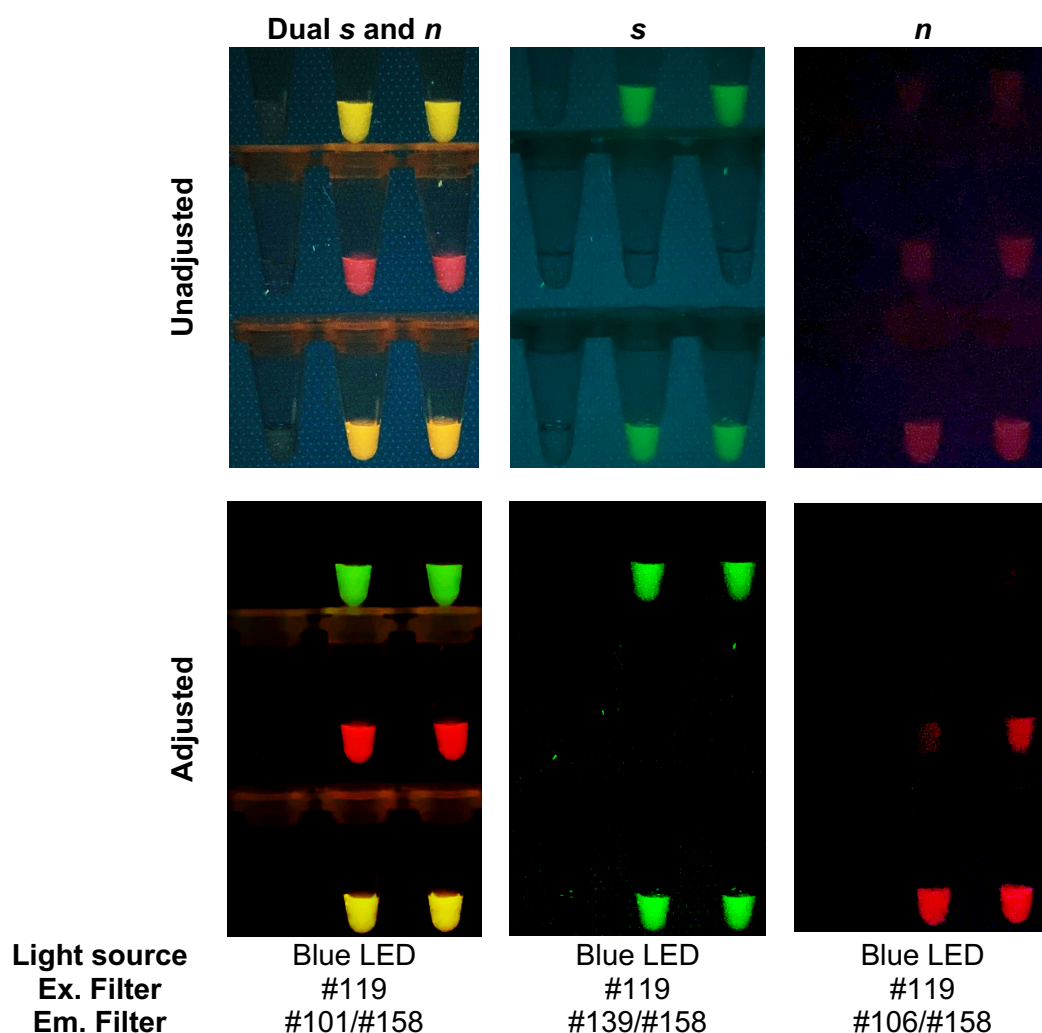 Dual s and n s n
Unadjusted
Adjusted
Light source Blue LED Blue LED Blue LED
Ex. Filter #119 #119 #119
Em. Filter #101/#158 #139/#158 #106/#158